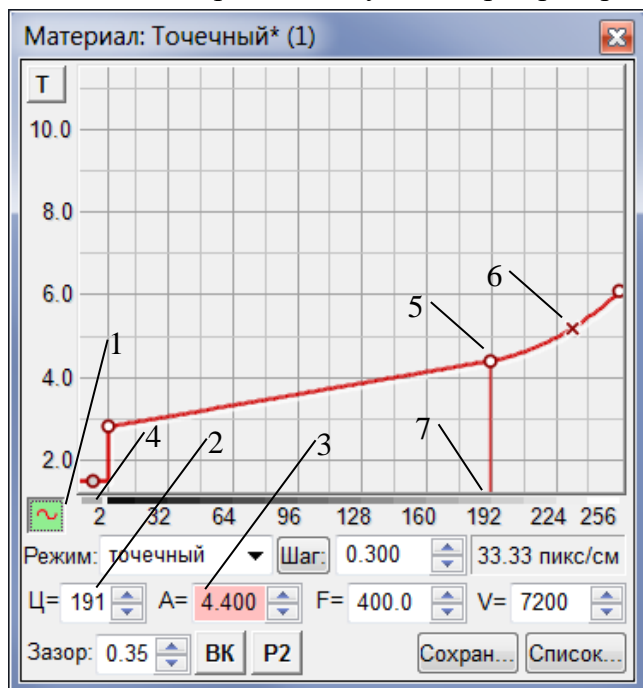 Материал: Точечный* (1)
T
10.0
8.0
6.0
4.0
2.0
1
4
2
3
5
6
7
2 32 64 96 128 160 192 224 256
Режим: точечный Шаг: 0.300 33.33 пикс/см
Ц= 191 A= 4.400 F= 400.0 V= 7200
Зазор: 0.35 ВК P2 Сохран... Список...